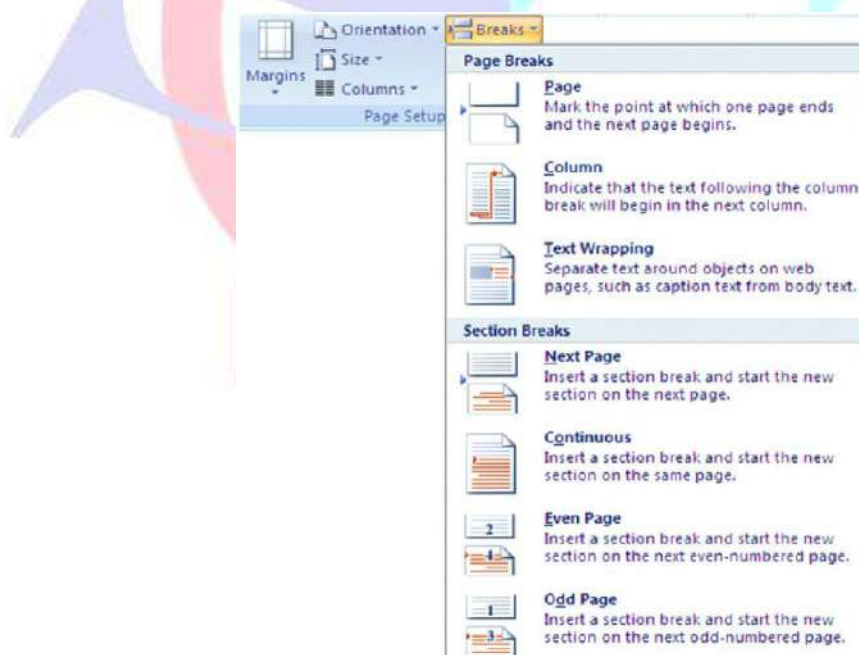 Orientation
Breaks
Size
Margins
Columns
Page Setup
Page Breaks
Page
Mark the point at which one page ends
and the next page begins.
Column
Indicate that the text following the column
break will begin in the next column.
Text Wrapping
Separate text around objects on web
pages, such as caption text from body text.
Section Breaks
Next Page
Insert a section break and start the new
section on the next page.
Continuous
Insert a section break and start the new
section on the same page.
2
4
Even Page
Insert a section break and start the new
section on the next even-numbered page.
1
3
Odd Page
Insert a section break and start the new
section on the next odd-numbered page.